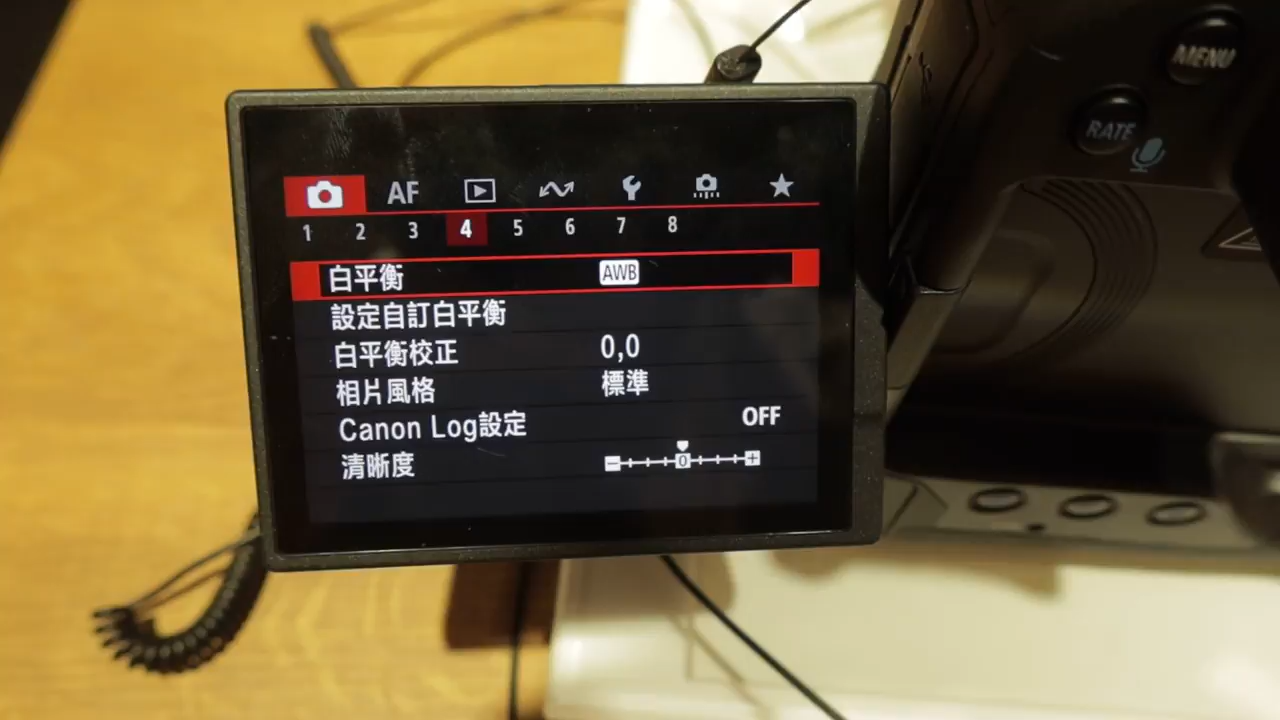 MENU
RATE
AF
1 2 3 4 5 6 7 8
白平衡 AWB
設定自訂白平衡
白平衡校正 0,0
相片風格 標準
Canon Log設定 OFF
清晰度 0